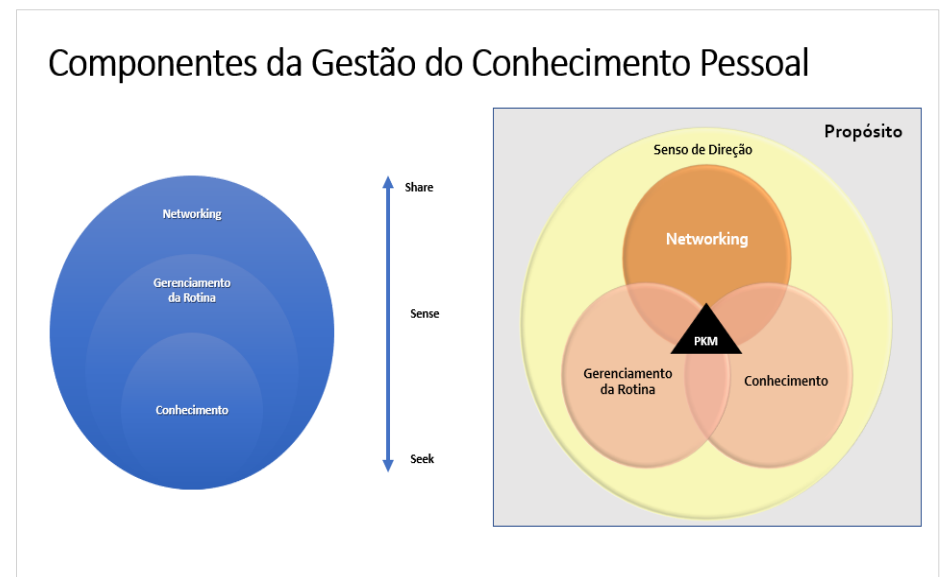 Componentes da Gestão do Conhecimento Pessoal
Networking
Gerenciamento
da Rotina
Conhecimento
Share
Sense
Seek
Propósito
Senso de Direção
Networking
PKM
Gerenciamento
da Rotina
Conhecimento